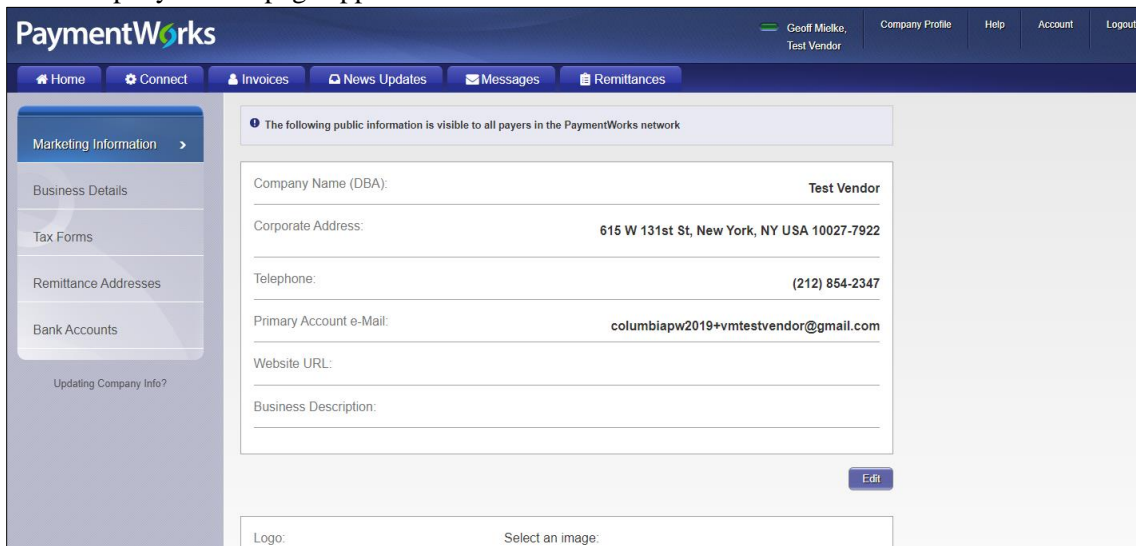 PaymentWorks
Geoff Mielke,
Test Vendor
Company Profile
Help
Account
Logout
Home
Connect
Invoices
News Updates
Messages
Remittances
Marketing Information
Business Details
Tax Forms
Remittance Addresses
Bank Accounts
Updating Company Info?
The following public information is visible to all payers in the PaymentWorks network
Company Name (DBA): Test Vendor
Corporate Address: 615 W 131st St, New York, NY USA 10027-7922
Telephone: (212) 854-2347
Primary Account e-Mail: columbiapw2019+vmtestvendor@gmail.com
Website URL:
Business Description:
Edit
Logo: Select an image: